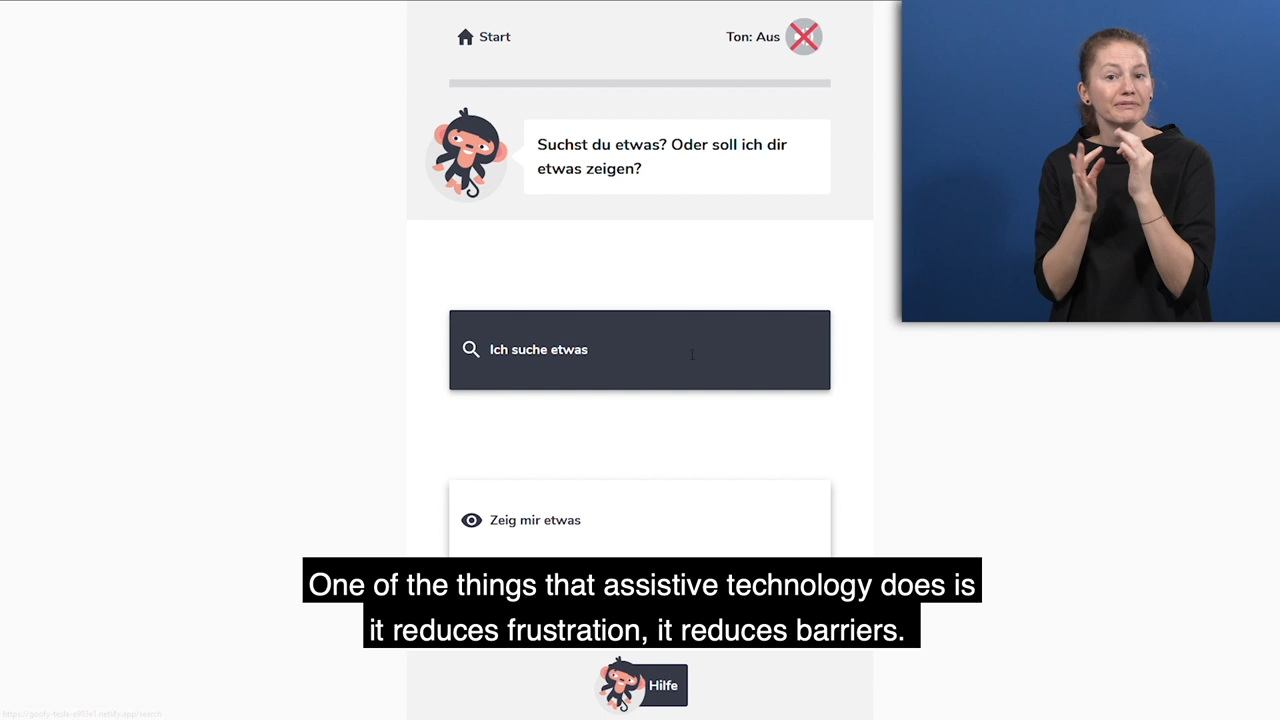 Start
Ton: Aus
Suchst du etwas? Oder soll ich dir
etwas zeigen?
Ich suche etwas
Zeig mir etwas
One of the things that assistive technology does is
it reduces frustration, it reduces barriers.
Hilfe